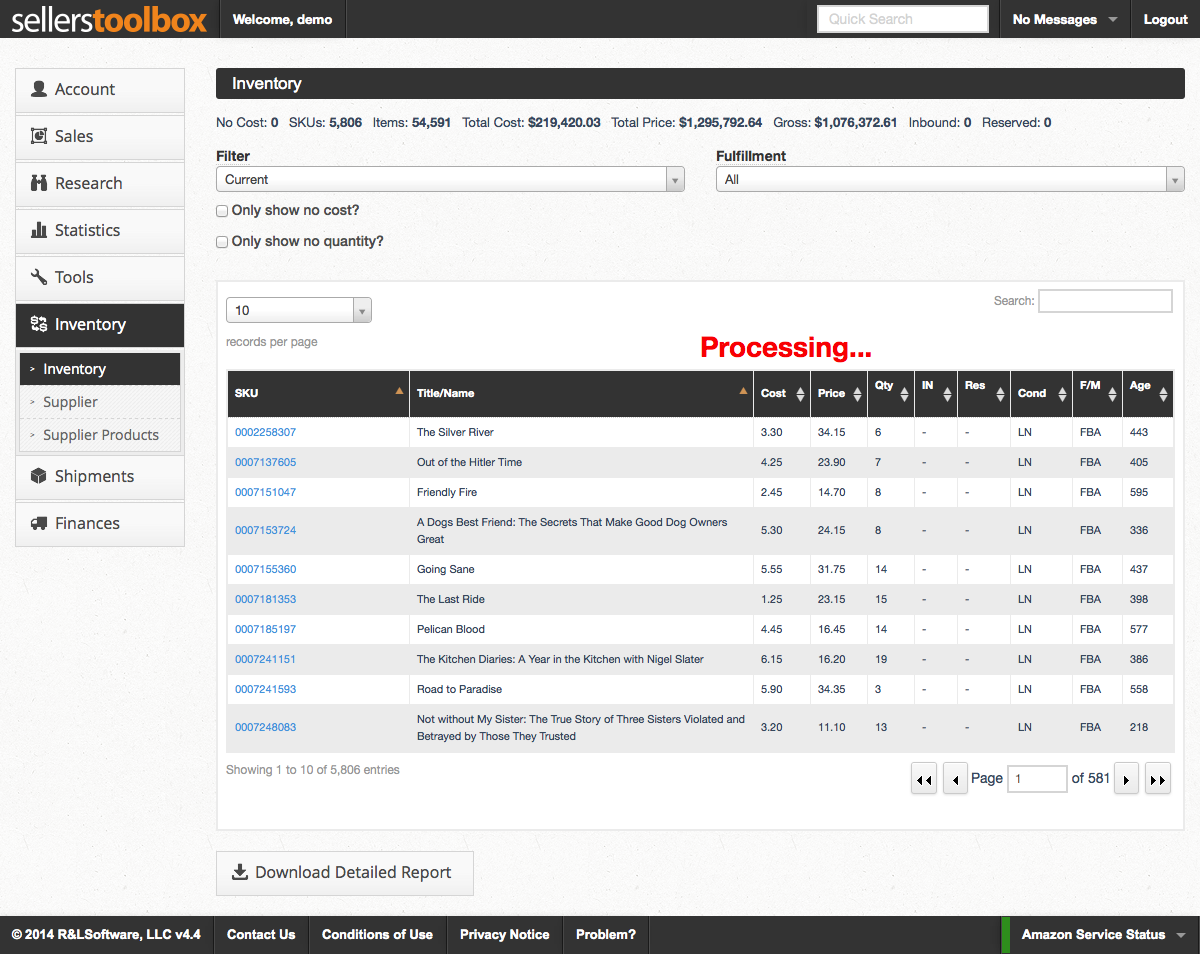 sellerstoolbox Welcome, demo Quick Search No Messages Logout
Account
Sales
Research
Statistics
Tools
Inventory
> Inventory
> Supplier
> Supplier Products
Shipments
Finances
Inventory
No Cost: 0 SKUs: 5,806 Items: 54,591 Total Cost: $219,420.03 Total Price: $1,295,792.64 Gross: $1,076,372.61 Inbound: 0 Reserved: 0
Filter Fulfillment
Current All
Only show no cost?
Only show no quantity?
10 Search:
records per page
Processing...
SKU Title/Name Cost Price Qty IN Res Cond F/M Age
0002258307 The Silver River 3.30 34.15 6 - - LN FBA 443
0007137605 Out of the Hitler Time 4.25 23.90 7 - - LN FBA 405
0007151047 Friendly Fire 2.45 14.70 8 - - LN FBA 595
0007153724 A Dogs Best Friend: The Secrets That Make Good Dog Owners
Great 5.30 24.15 8 - - LN FBA 336
0007155360 Going Sane 5.55 31.75 14 - - LN FBA 437
0007181353 The Last Ride 1.25 23.15 15 - - LN FBA 398
0007185197 Pelican Blood 4.45 16.45 14 - - LN FBA 577
0007241151 The Kitchen Diaries: A Year in the Kitchen with Nigel Slater 6.15 16.20 19 - - LN FBA 386
0007241593 Road to Paradise 5.90 34.35 3 - - LN FBA 558
0007248083 Not without My Sister: The True Story of Three Sisters Violated and
Betrayed by Those They Trusted 3.20 11.10 13 - - LN FBA 218
Showing 1 to 10 of 5,806 entries
Page 1 of 581
Download Detailed Report
© 2014 R&LSoftware, LLC v4.4 Contact Us Conditions of Use Privacy Notice Problem? Amazon Service Status